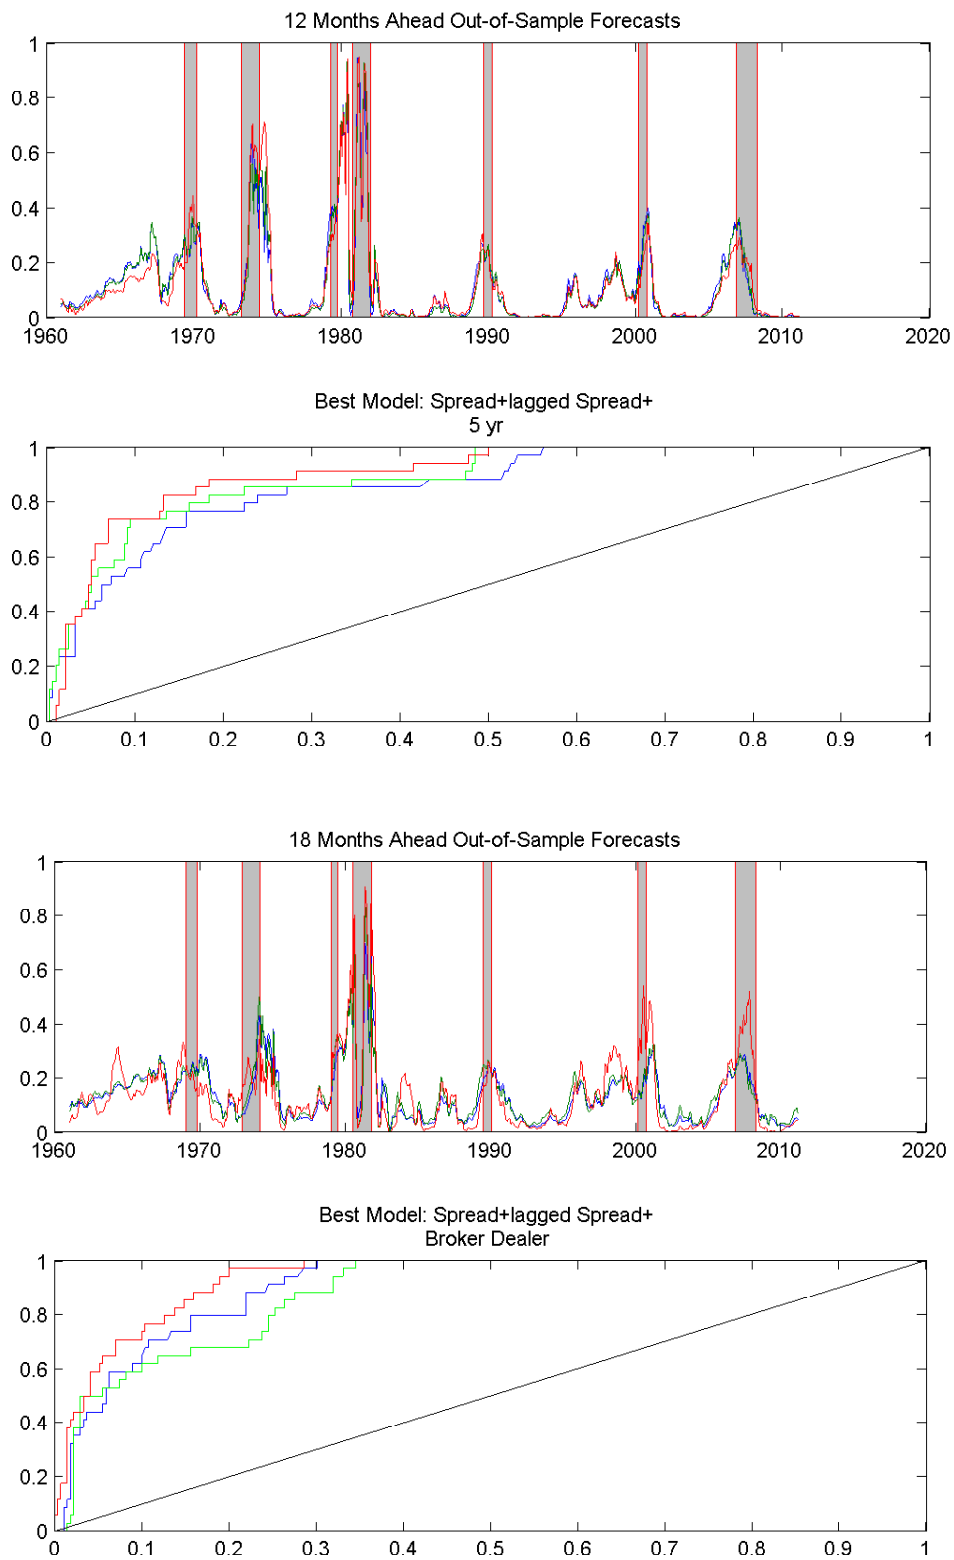 12 Months Ahead Out-of-Sample Forecasts
1
0.8
0.6
0.4
0.2
0
1960 1970 1980 1990 2000 2010 2020
Best Model: Spread+lagged Spread+
5 yr
1
0.8
0.6
0.4
0.2
0
0 0.1 0.2 0.3 0.4 0.5 0.6 0.7 0.8 0.9 1
18 Months Ahead Out-of-Sample Forecasts
1
0.8
0.6
0.4
0.2
0
1960 1970 1980 1990 2000 2010 2020
Best Model: Spread+lagged Spread+
Broker Dealer
1
0.8
0.6
0.4
0.2
0
0 0.1 0.2 0.3 0.4 0.5 0.6 0.7 0.8 0.9 1